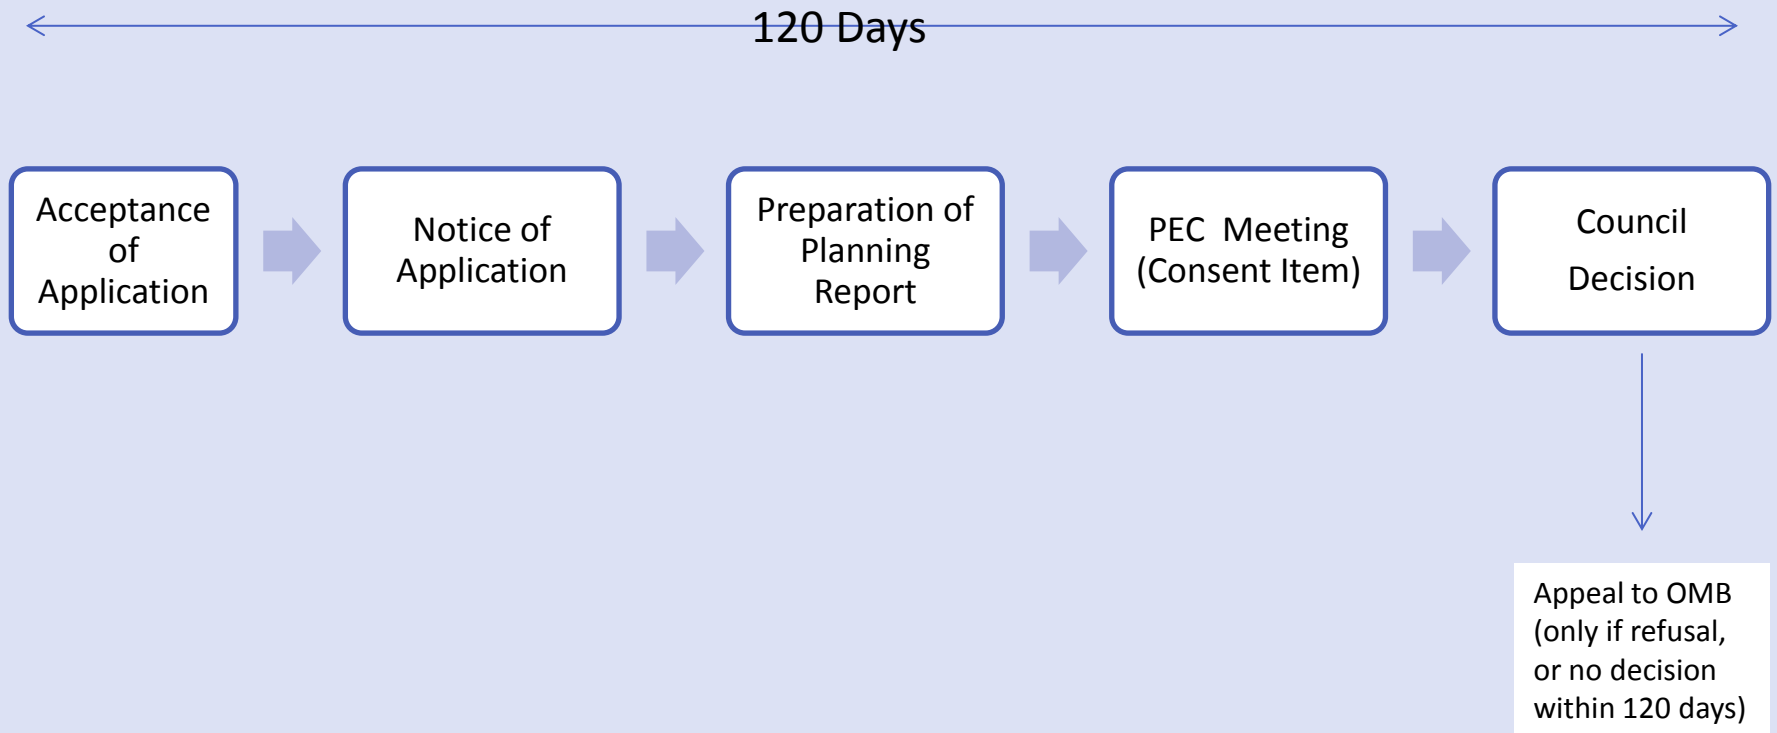 120 Days
Acceptance
of
Application
Notice of
Application
Preparation of
Planning
Report
PEC  Meeting
(Consent Item)
Council
Decision
Appeal to OMB
(only if refusal,
or no decision
within 120 days)